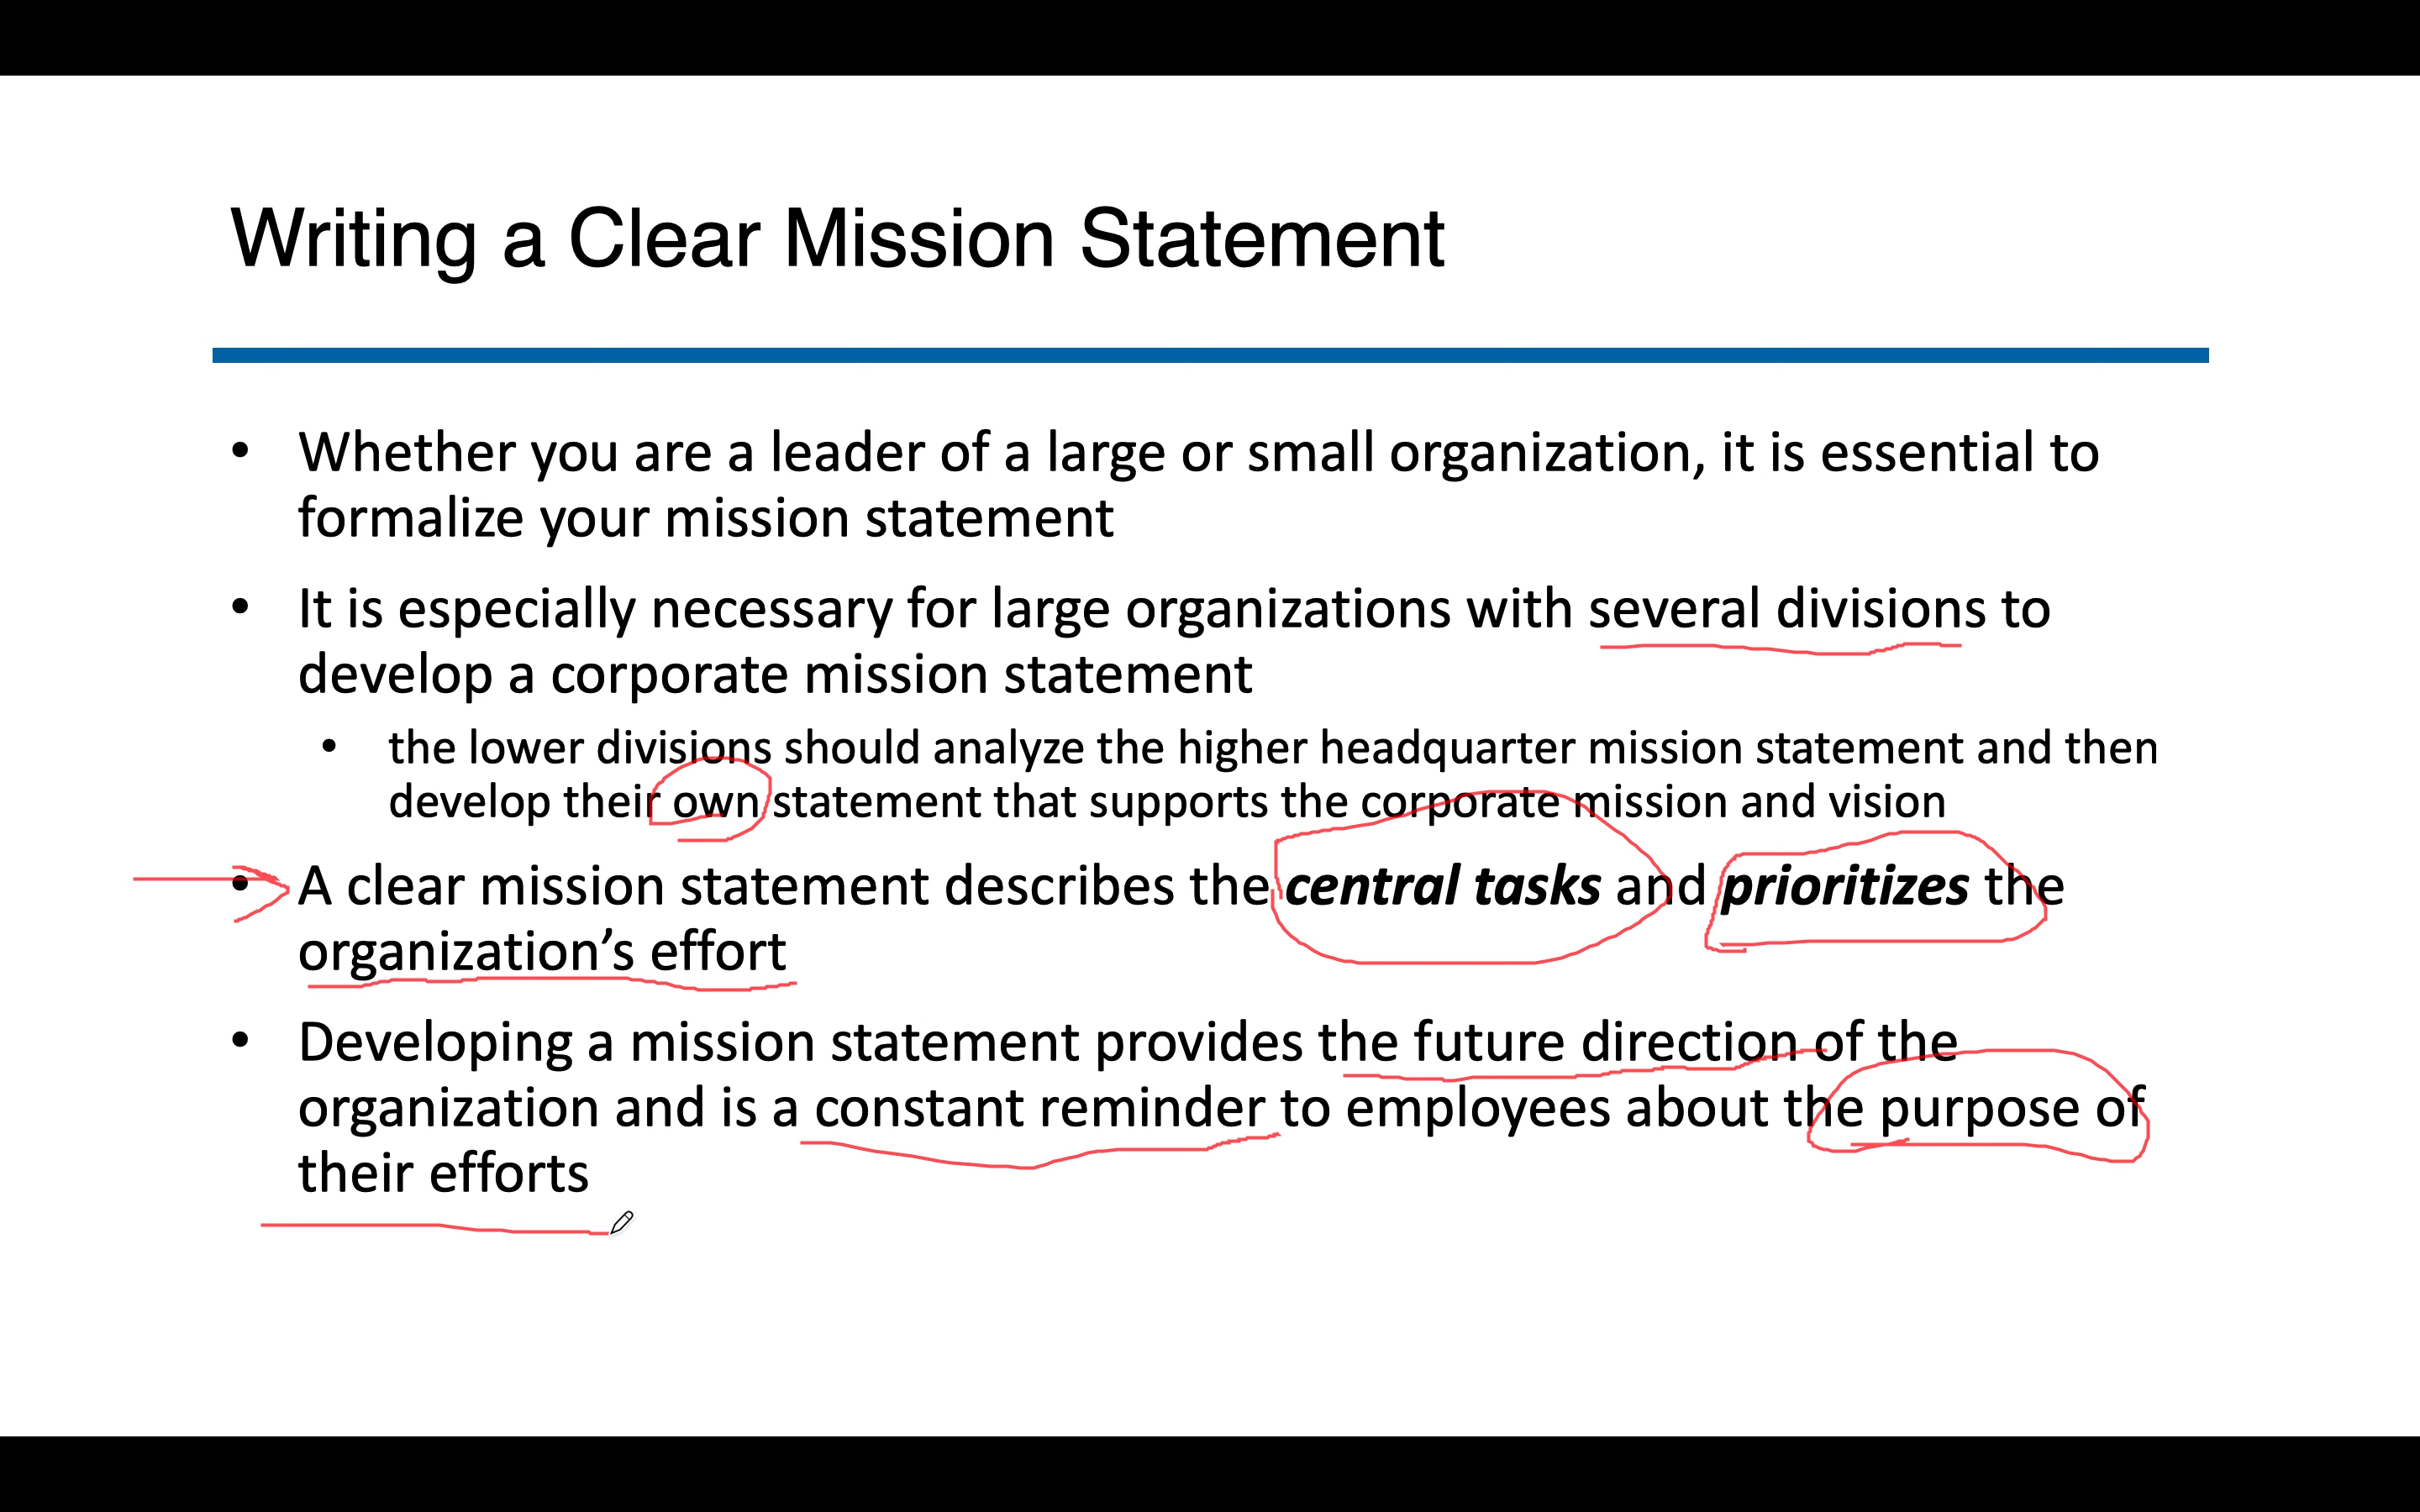 Writing a Clear Mission Statement
• Whether you are a leader of a large or small organization, it is essential to
formalize your mission statement
• It is especially necessary for large organizations with several divisions to
develop a corporate mission statement
• the lower divisions should analyze the higher headquarter mission statement and then
develop their own statement that supports the corporate mission and vision
• A clear mission statement describes the central tasks and prioritizes the
organization’s effort
• Developing a mission statement provides the future direction of the
organization and is a constant reminder to employees about the purpose of
their efforts